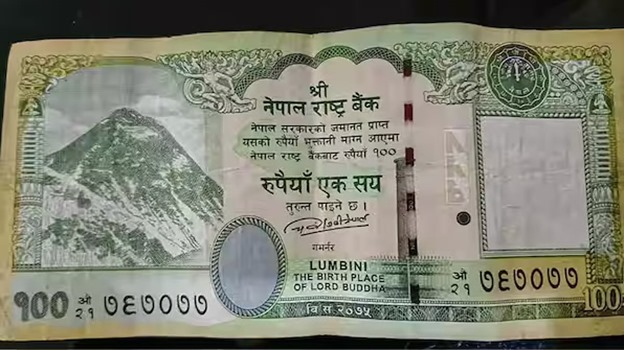 श्री
नेपाल राष्ट्र बैंक
नेपाल सरकारको जमानत प्राप्त
यसको रुपैयाँ भुक्तानी माग्न आएमा
नेपाल राष्ट्र बैंकबाट रुपैयाँ १००
रुपैयाँ एक सय
तुरुन्त पाइने छ ।
गभर्नर
LUMBINI
THE BIRTH PLACE
OF LORD BUDDHA
१00
ओ
२१ ७६७०७७
ओ
२१ ७६७०७७
वि सं २०७५
100